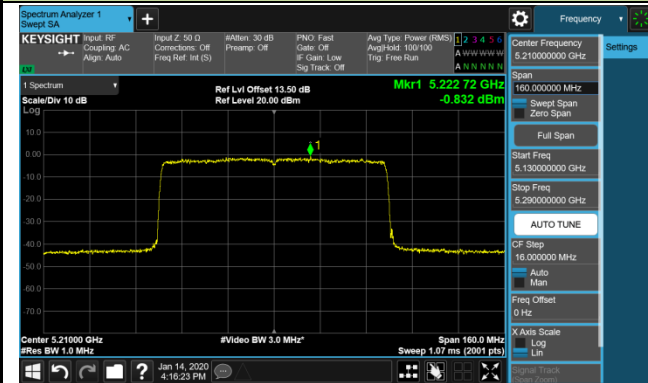 Spectrum Analyzer 1
Swept SA
+
Frequency
KEYSIGHT
Input: RF
Coupling: AC
Align: Auto
Input Z: 50 Ω
Corrections: Off
Freq Ref: Int (S)
#Atten: 30 dB
Preamp: Off
PNO: Fast
Gate: Off
IF Gain: Low
Sig Track: Off
Avg Type: Power (RMS)
Avg|Hold: 100/100
Trig: Free Run
1 2 3 4 5 6
A W W W W W
A N N N N N
1 Spectrum
Scale/Div 10 dB
Log
Ref Lvl Offset 13.50 dB
Ref Level 20.00 dBm
Mkr1 5.222 72 GHz
-0.832 dBm
1
10.0
0.00
-10.0
-20.0
-30.0
-40.0
-50.0
-60.0
-70.0
Center 5.21000 GHz
#Res BW 1.0 MHz
#Video BW 3.0 MHz*
Span 160.0 MHz
Sweep 1.07 ms (2001 pts)
Jan 14, 2020
4:16:23 PM
?
Settings
Center Frequency
5.210000000 GHz
Span
160.000000 MHz
Swept Span
Zero Span
Full Span
Start Freq
5.130000000 GHz
Stop Freq
5.290000000 GHz
AUTO TUNE
CF Step
16.000000 MHz
Auto
Man
Freq Offset
0 Hz
X Axis Scale
Log
Lin
Signal Track
(Span Zoom)